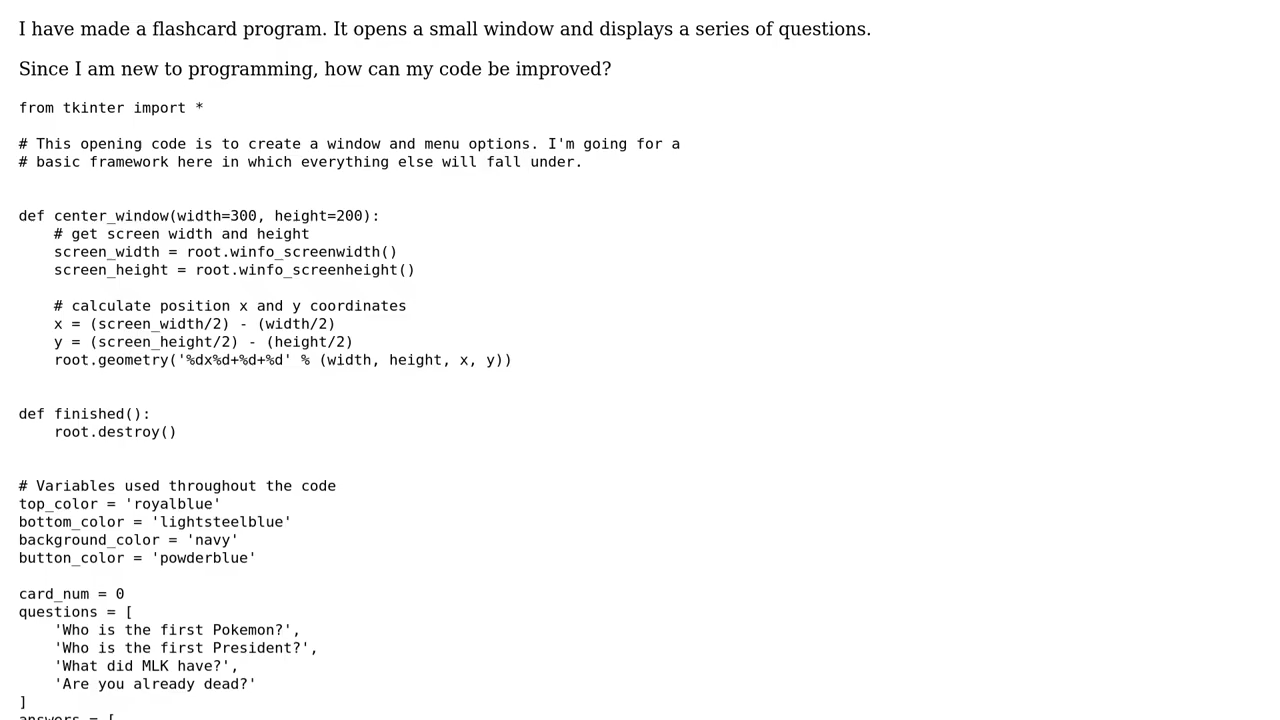 I have made a flashcard program. It opens a small window and displays a series of questions.
Since I am new to programming, how can my code be improved?
from tkinter import *
# This opening code is to create a window and menu options. I'm going for a
# basic framework here in which everything else will fall under.
def center_window(width=300, height=200):
    # get screen width and height
    screen_width = root.winfo_screenwidth()
    screen_height = root.winfo_screenheight()
    # calculate position x and y coordinates
    x = (screen_width/2) - (width/2)
    y = (screen_height/2) - (height/2)
    root.geometry('%dx%d+%d+%d' % (width, height, x, y))
def finished():
    root.destroy()
# Variables used throughout the code
top_color = 'royalblue'
bottom_color = 'lightsteelblue'
background_color = 'navy'
button_color = 'powderblue'
card_num = 0
questions = [
    'Who is the first Pokemon?',
    'Who is the first President?',
    'What did MLK have?',
    'Are you already dead?'
]
answers = [